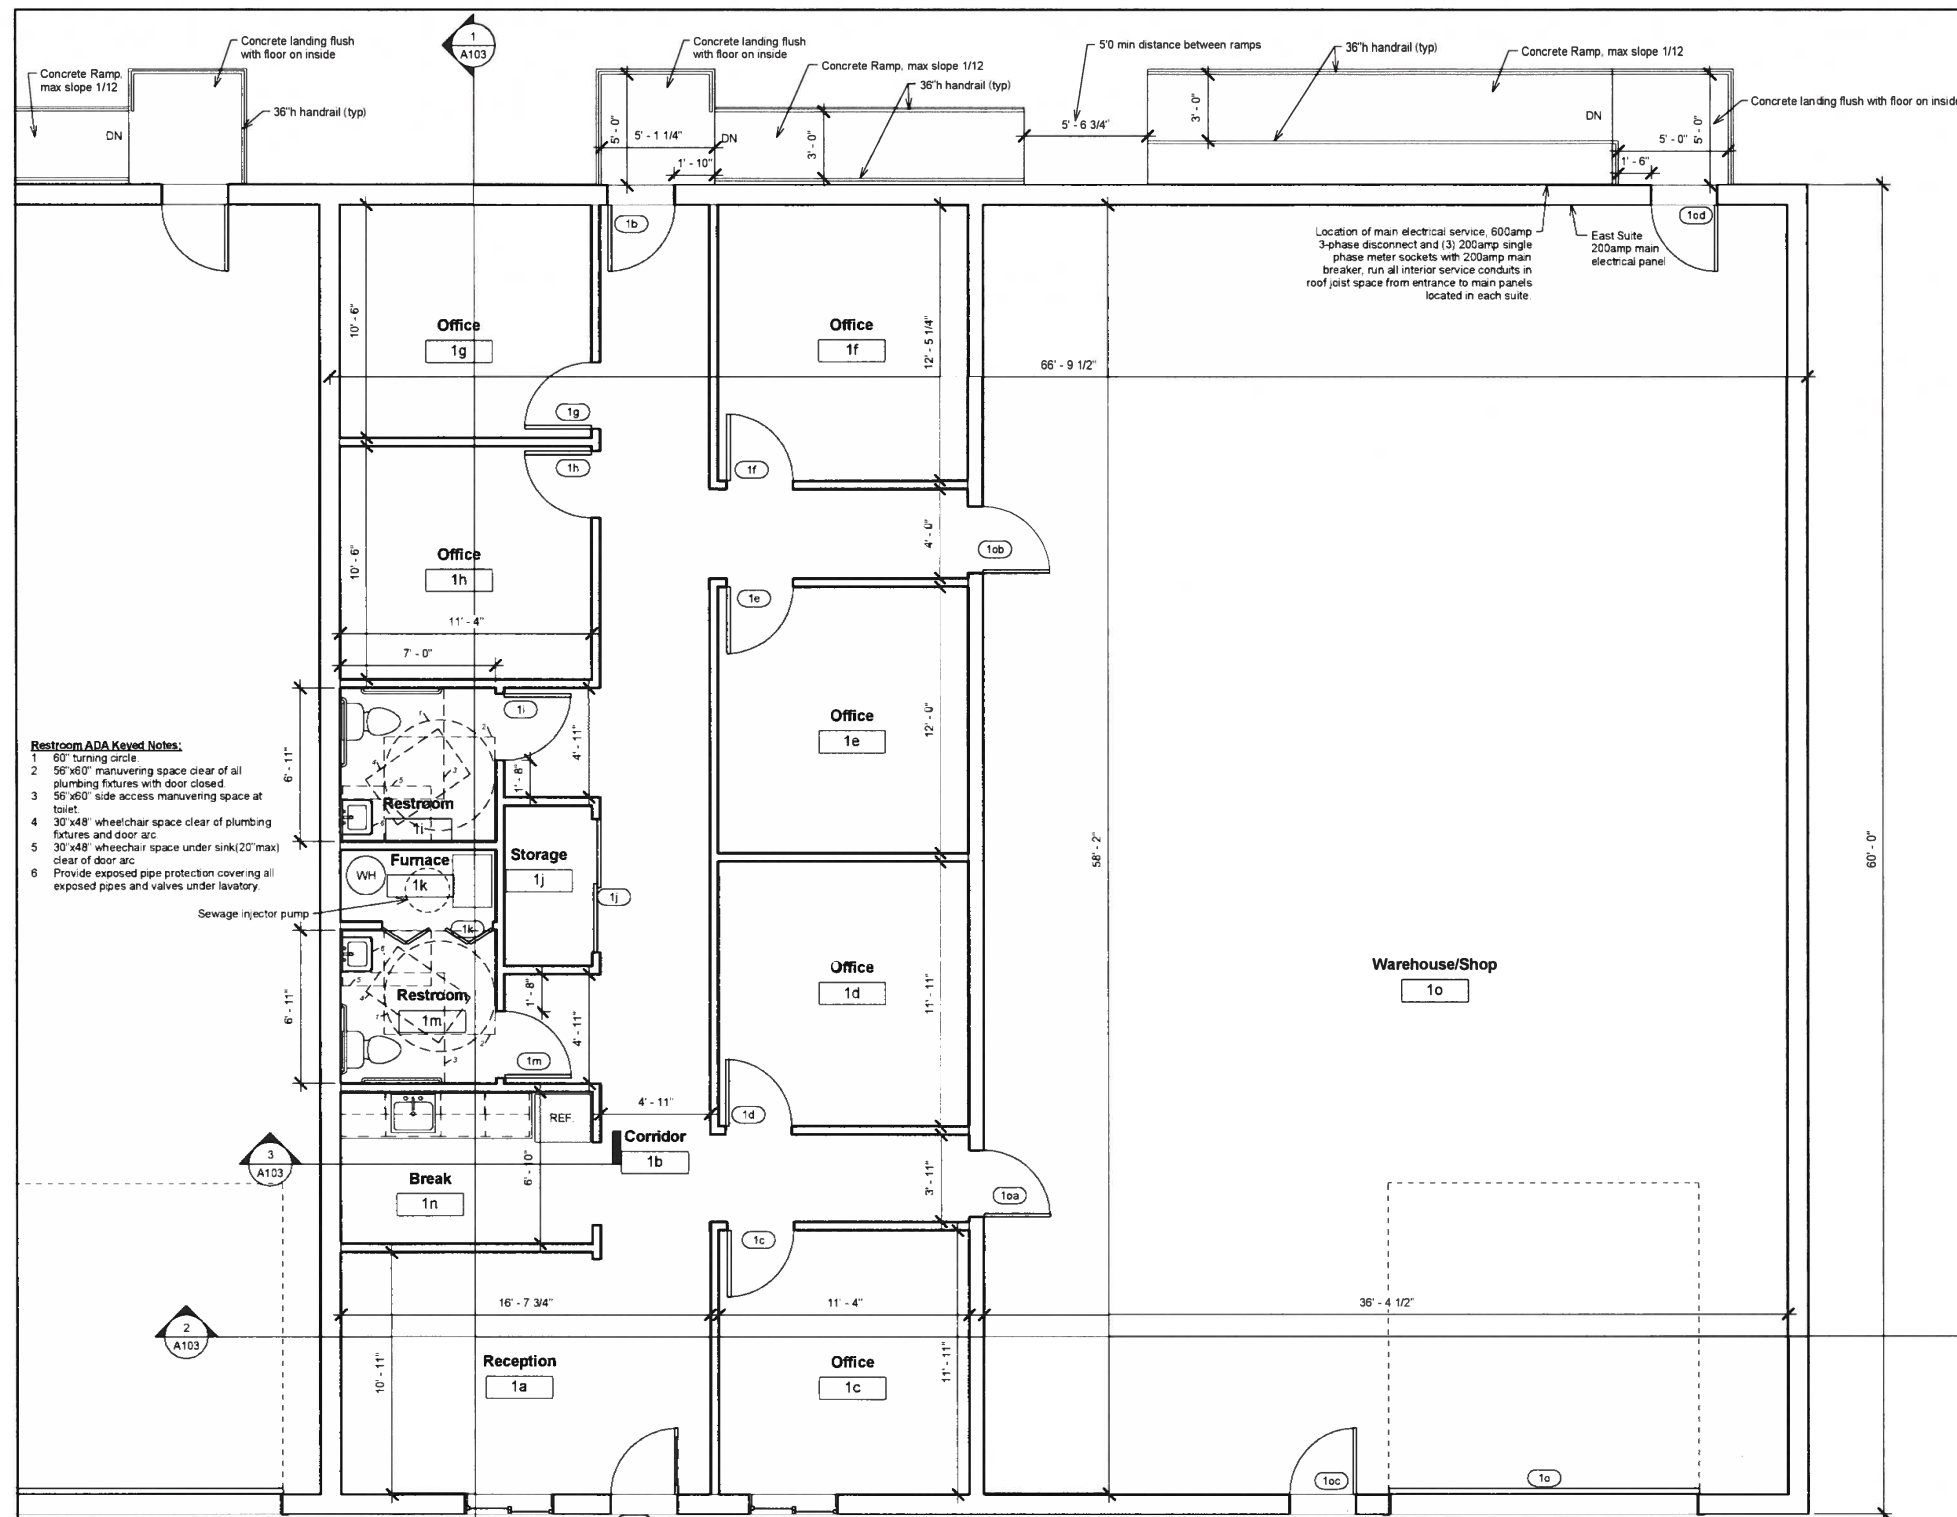 Concrete Ramp,
max slope 1/12
Concrete landing flush
with floor on inside
1
A103
Concrete landing flush
with floor on inside
Concrete Ramp, max slope 1/12
36"h handrail (typ)
5'0 min distance between ramps
36"h handrail (typ)
Concrete Ramp, max slope 1/12
Concrete landing flush with floor on inside
36"h handrail (typ)
DN
5' - 0"
5' - 1 1/4"
DN
1' - 10"
3' - 0"
5' - 6 3/4"
3' - 0"
DN
5' - 0"
5' - 0"
1' - 6"
1b
1od
Location of main electrical service, 600amp
3-phase disconnect and (3) 200amp single
phase meter sockets with 200amp main
breaker, run all interior service conduits in
roof joist space from entrance to main panels
located in each suite.
East Suite
200amp main
electrical panel
10' - 6"
Office
1g
Office
1f
12' - 5 1/4"
66' - 9 1/2"
1g
1h
1f
10' - 6"
Office
1h
4' - 0"
1ob
1e
11' - 4"
7' - 0"
Office
1e
12' - 0"
Restroom ADA Keyed Notes:
1 60" turning circle.
2 56"x60" manuvering space clear of all
plumbing fixtures with door closed.
3 56"x60" side access manuvering space at
toilet.
4 30"x48" wheelchair space clear of plumbing
fixtures and door arc
5 30"x48" wheechair space under sink(20"max)
clear of door arc
6 Provide exposed pipe protection covering all
exposed pipes and valves under lavatory.
6' - 11"
1
2
3
4
5
6
1i
4' - 11"
1' - 8"
Restroom
1i
58' - 2"
60' - 0"
Furnace
1k
WH
Storage
1j
1j
Sewage injector pump
1k
6' - 11"
6
5
4
1
2
3
Restroom
1m
1' - 8"
4' - 11"
1m
Office
1d
11' - 11"
Warehouse/Shop
1o
REF.
4' - 11"
1d
3
A103
Corridor
1b
Break
1n
6' - 10"
3' - 11"
1oa
1c
16' - 7 3/4"
11' - 4"
36' - 4 1/2"
2
A103
10' - 11"
Reception
1a
Office
1c
11' - 11"
1oc
1o